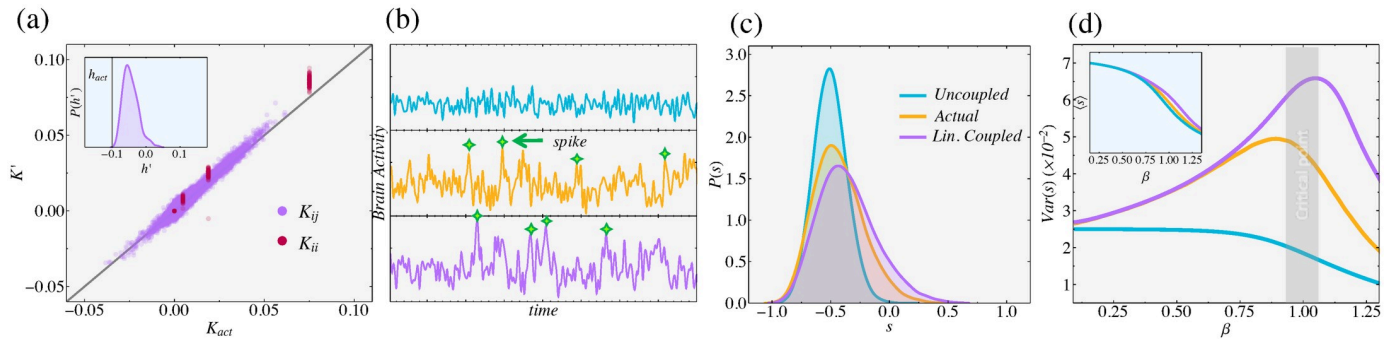 (a)
0.10
0.05
0.00
−0.05
K'
h_act
P(h')
−0.1 0.0 0.1
h'
K_ij
K_ii
−0.05 0.00 0.05 0.10
K_act
(b)
Brain Activity
spike
time
(c)
3.0
2.5
2.0
1.5
1.0
0.5
0.0
P(s)
Uncoupled
Actual
Lin. Coupled
−1.0 −0.5 0.0 0.5 1.0
s
(d)
7
6
5
4
3
2
1
Var(s) (×10⁻²)
⟨s⟩
0.25 0.75 1.00 1.25
β
Critical point
0.25 0.50 0.75 1.00 1.25
β